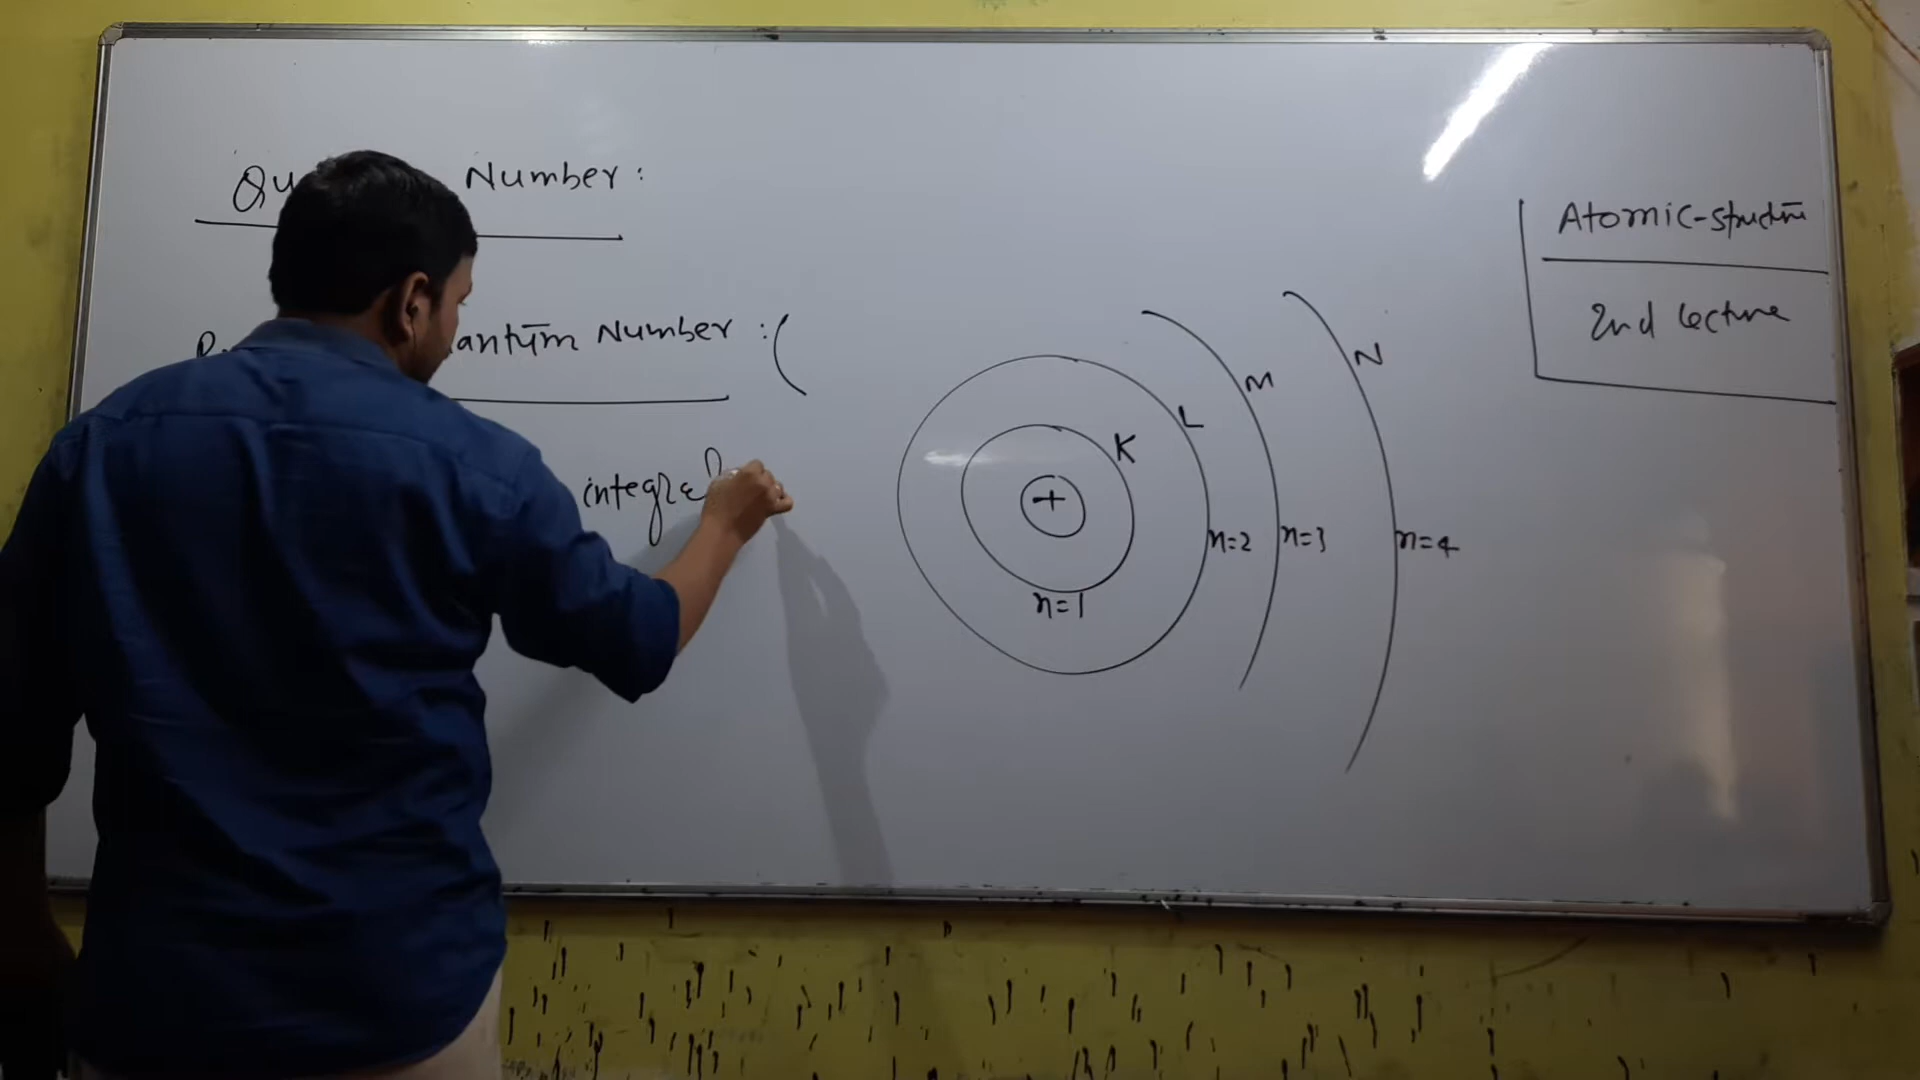 Number :
Number : (
integral
K
L
M
N
+
n=1
n=2
n=3
n=4
Atomic-structure
2nd lecture